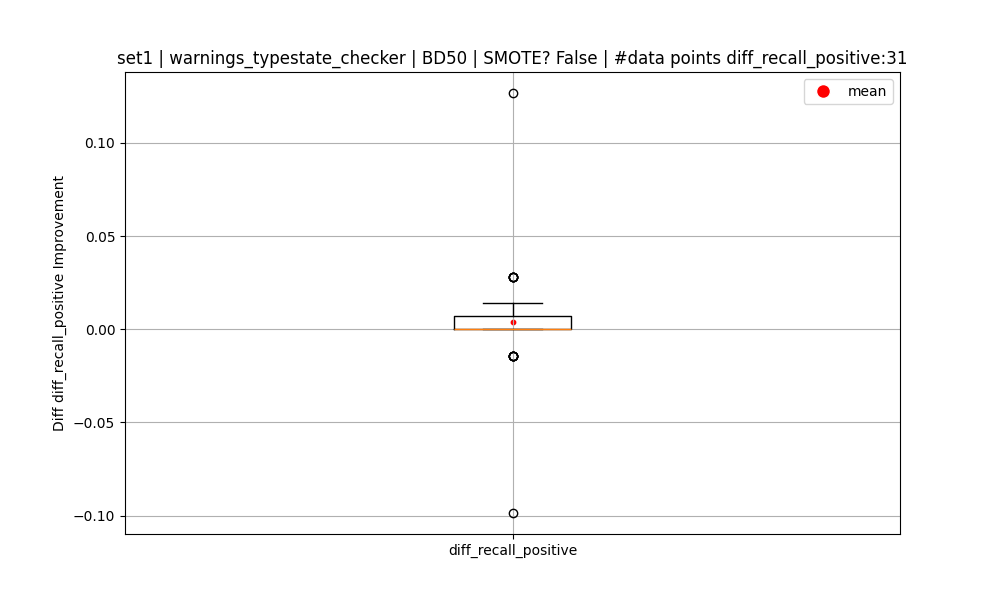 set1 | warnings_typestate_checker | BD50 | SMOTE? False | #data points diff_recall_positive:31
mean
Diff diff_recall_positive Improvement
0.10
0.05
0.00
−0.05
−0.10
diff_recall_positive